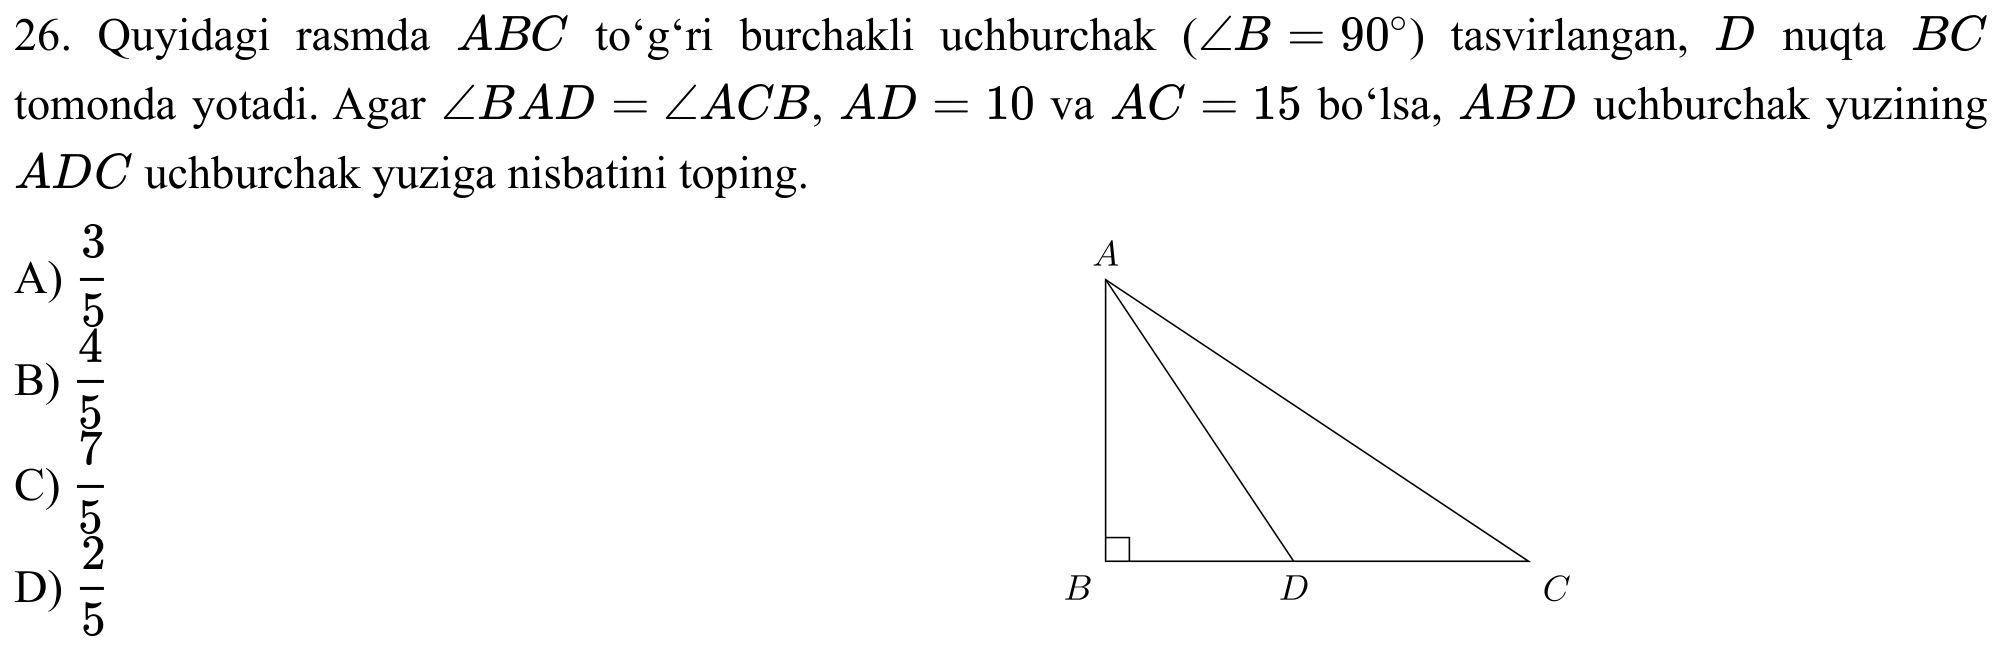 26. Quyidagi rasmda ABC to‘g‘ri burchakli uchburchak (∠B = 90°) tasvirlangan, D nuqta BC
tomonda yotadi. Agar ∠BAD = ∠ACB, AD = 10 va AC = 15 bo‘lsa, ABD uchburchak yuzining
ADC uchburchak yuziga nisbatini toping.
A) 3/5
B) 4/5
C) 7/5
D) 2/5
A
B D C